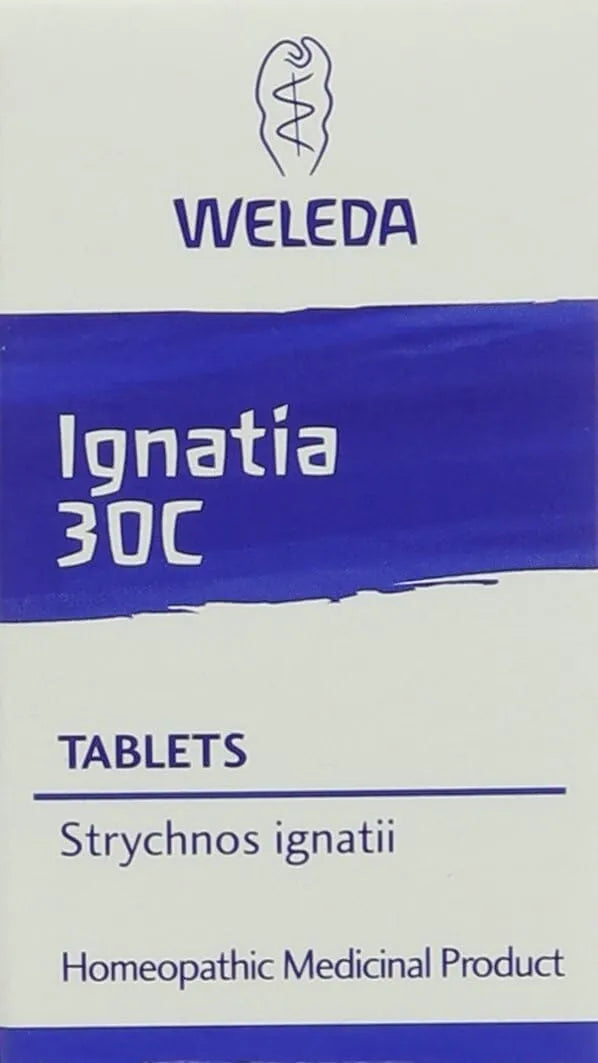 WELEDA
Ignatia
30C
TABLETS
Strychnos ignatii
Homeopathic Medicinal Product